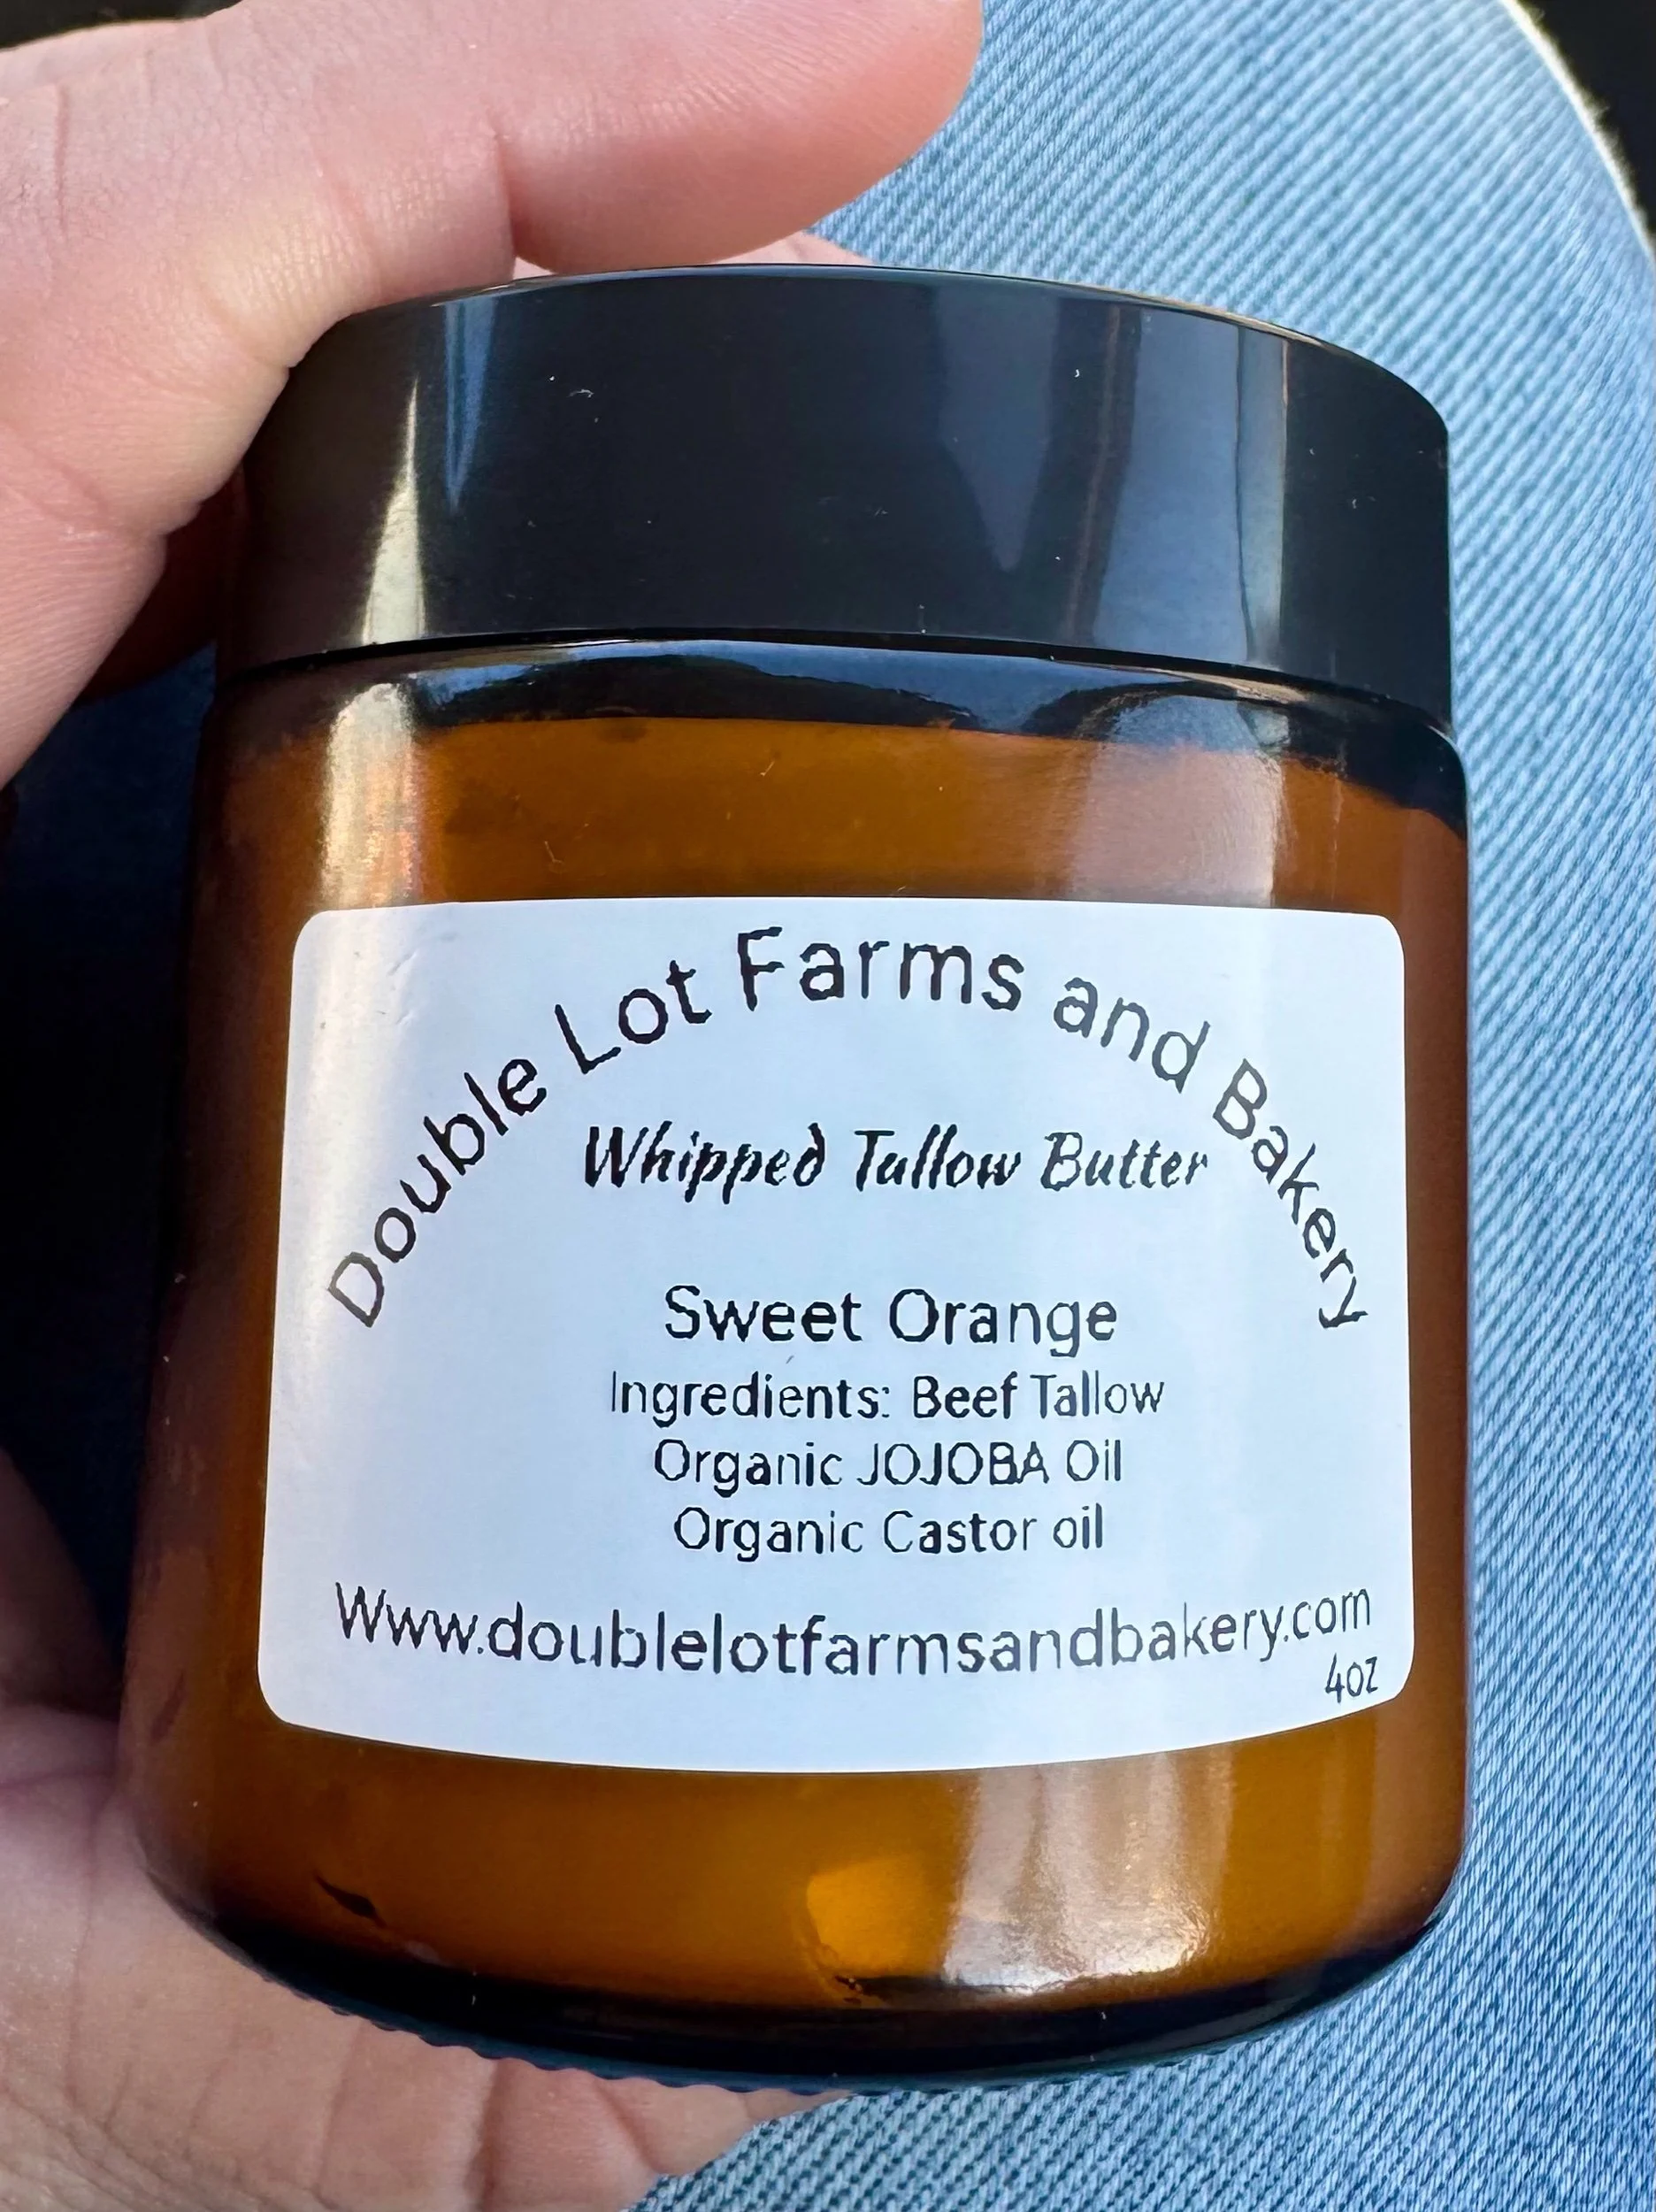 Double Lot Farms and Bakery
Whipped Tallow Butter
Sweet Orange
Ingredients: Beef Tallow
Organic JOJOBA Oil
Organic Castor oil
Www.doublelotfarmsandbakery.com
4oz